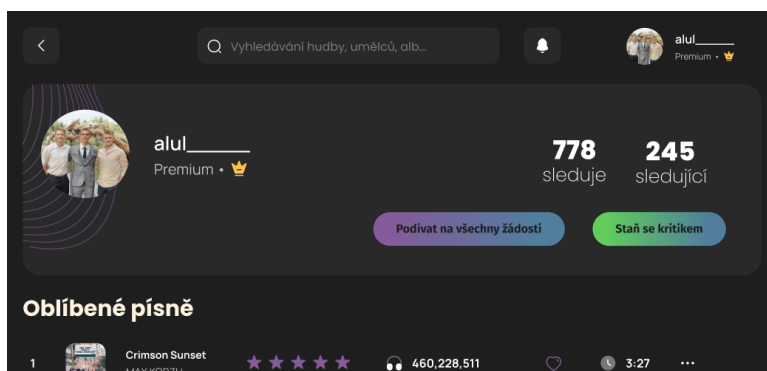 Vyhledávání hudby, umělců, alb...
alul______
Premium •
alul______
Premium •
778
sleduje
245
sledující
Podívat na všechny žádostí
Staň se kritikem
Oblíbené písně
1
Crimson Sunset
460,228,511
3:27
...